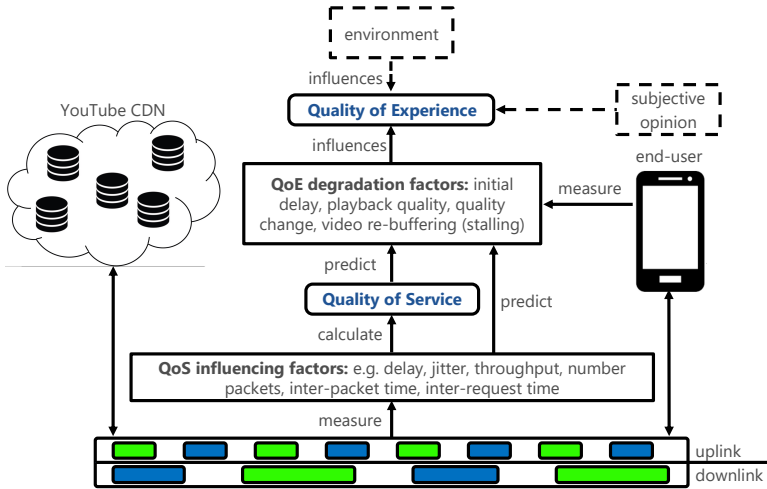 environment
influences
YouTube CDN
Quality of Experience
subjective
opinion
influences
end-user
QoE degradation factors: initial
delay, playback quality, quality
change, video re-buffering (stalling)
measure
predict
Quality of Service
predict
calculate
QoS influencing factors: e.g. delay, jitter, throughput, number
packets, inter-packet time, inter-request time
measure
uplink
downlink